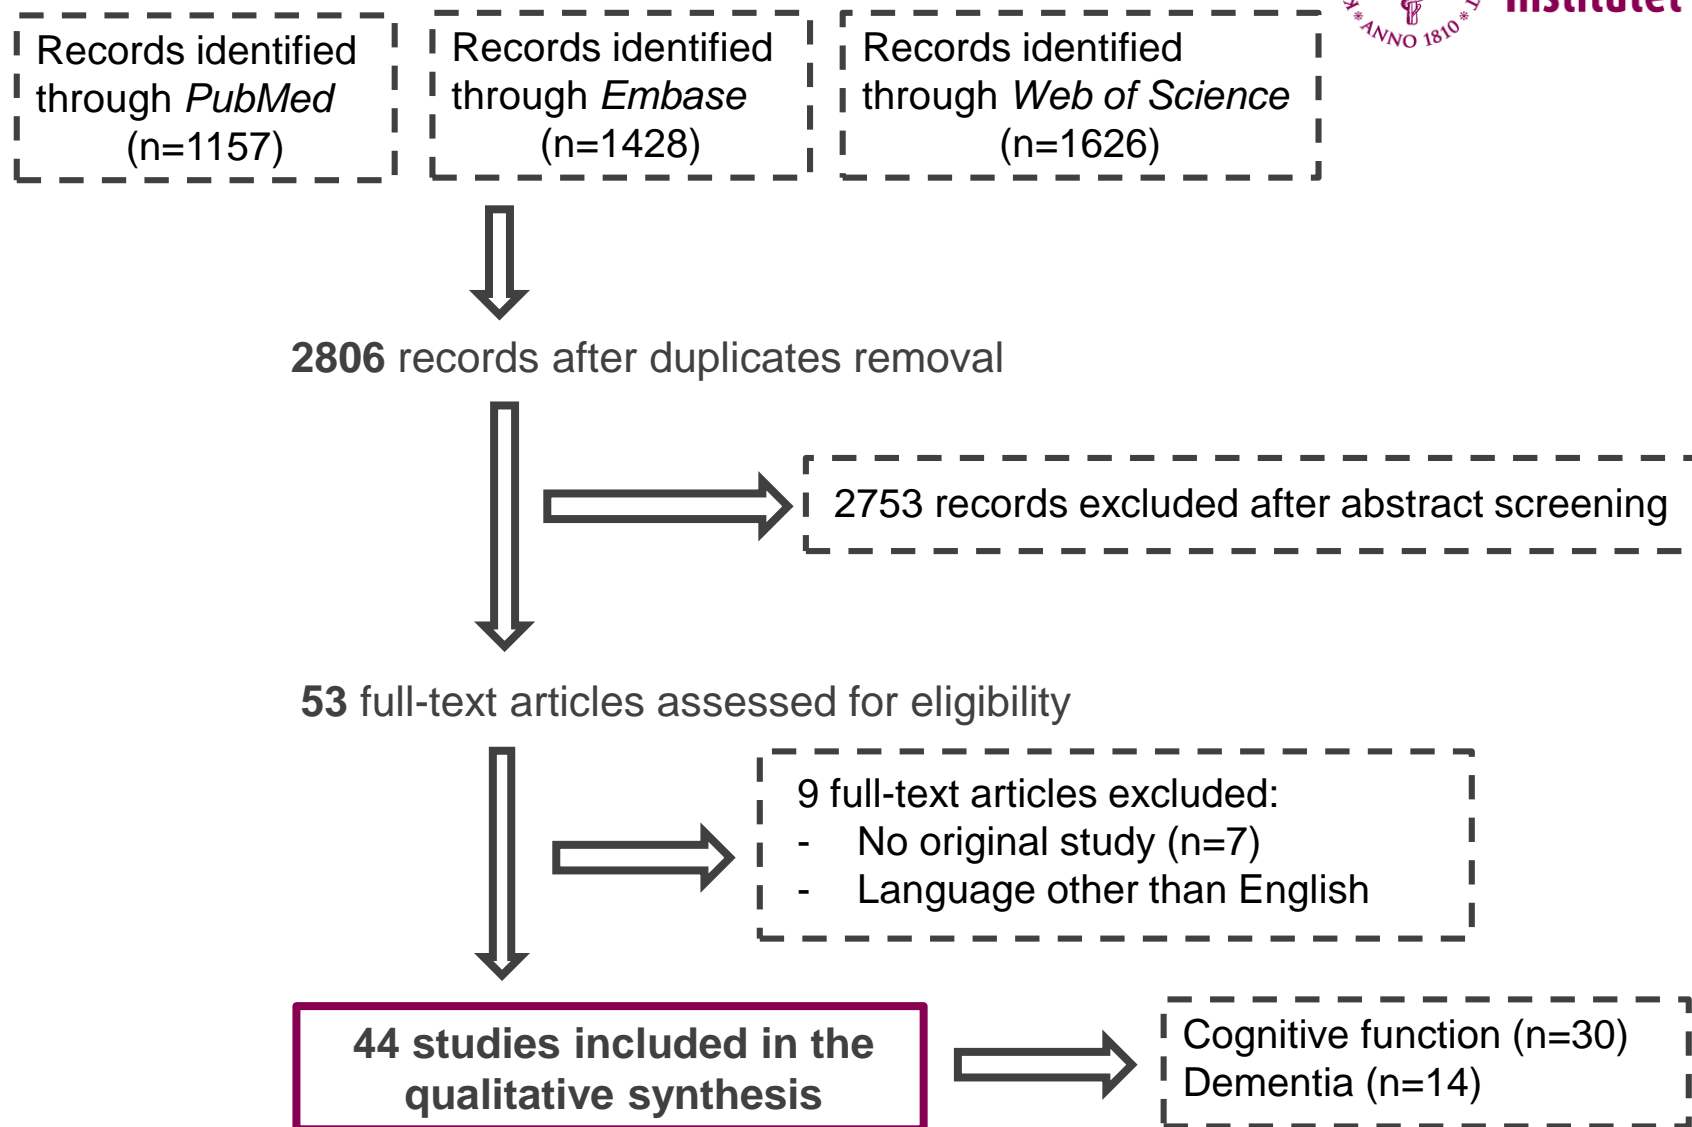 Institutet
ANNO 1810
Records identified
through PubMed
(n=1157)
Records identified
through Embase
(n=1428)
Records identified
through Web of Science
(n=1626)
2806 records after duplicates removal
2753 records excluded after abstract screening
53 full-text articles assessed for eligibility
9 full-text articles excluded:
- No original study (n=7)
- Language other than English
44 studies included in the
qualitative synthesis
Cognitive function (n=30)
Dementia (n=14)